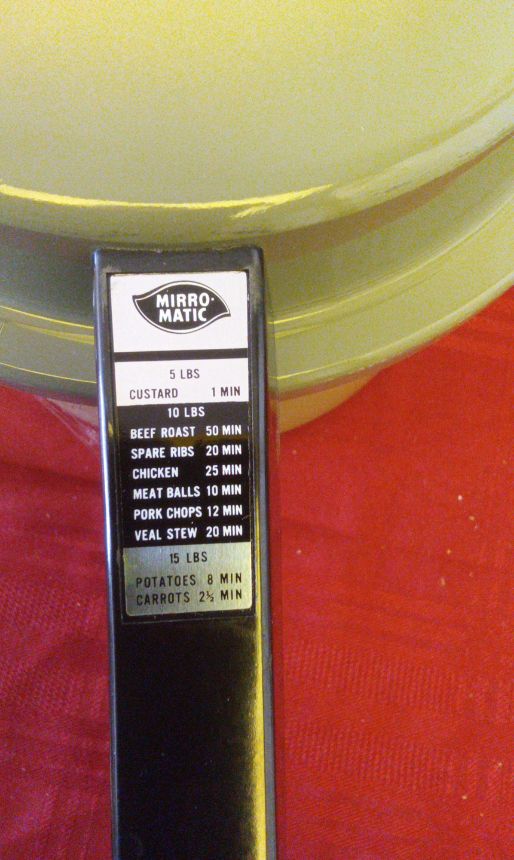 MIRRO-
MATIC
5 LBS
CUSTARD 1 MIN
10 LBS
BEEF ROAST 50 MIN
SPARE RIBS 20 MIN
CHICKEN 25 MIN
MEAT BALLS 10 MIN
PORK CHOPS 12 MIN
VEAL STEW 20 MIN
15 LBS
POTATOES 8 MIN
CARROTS 2½ MIN